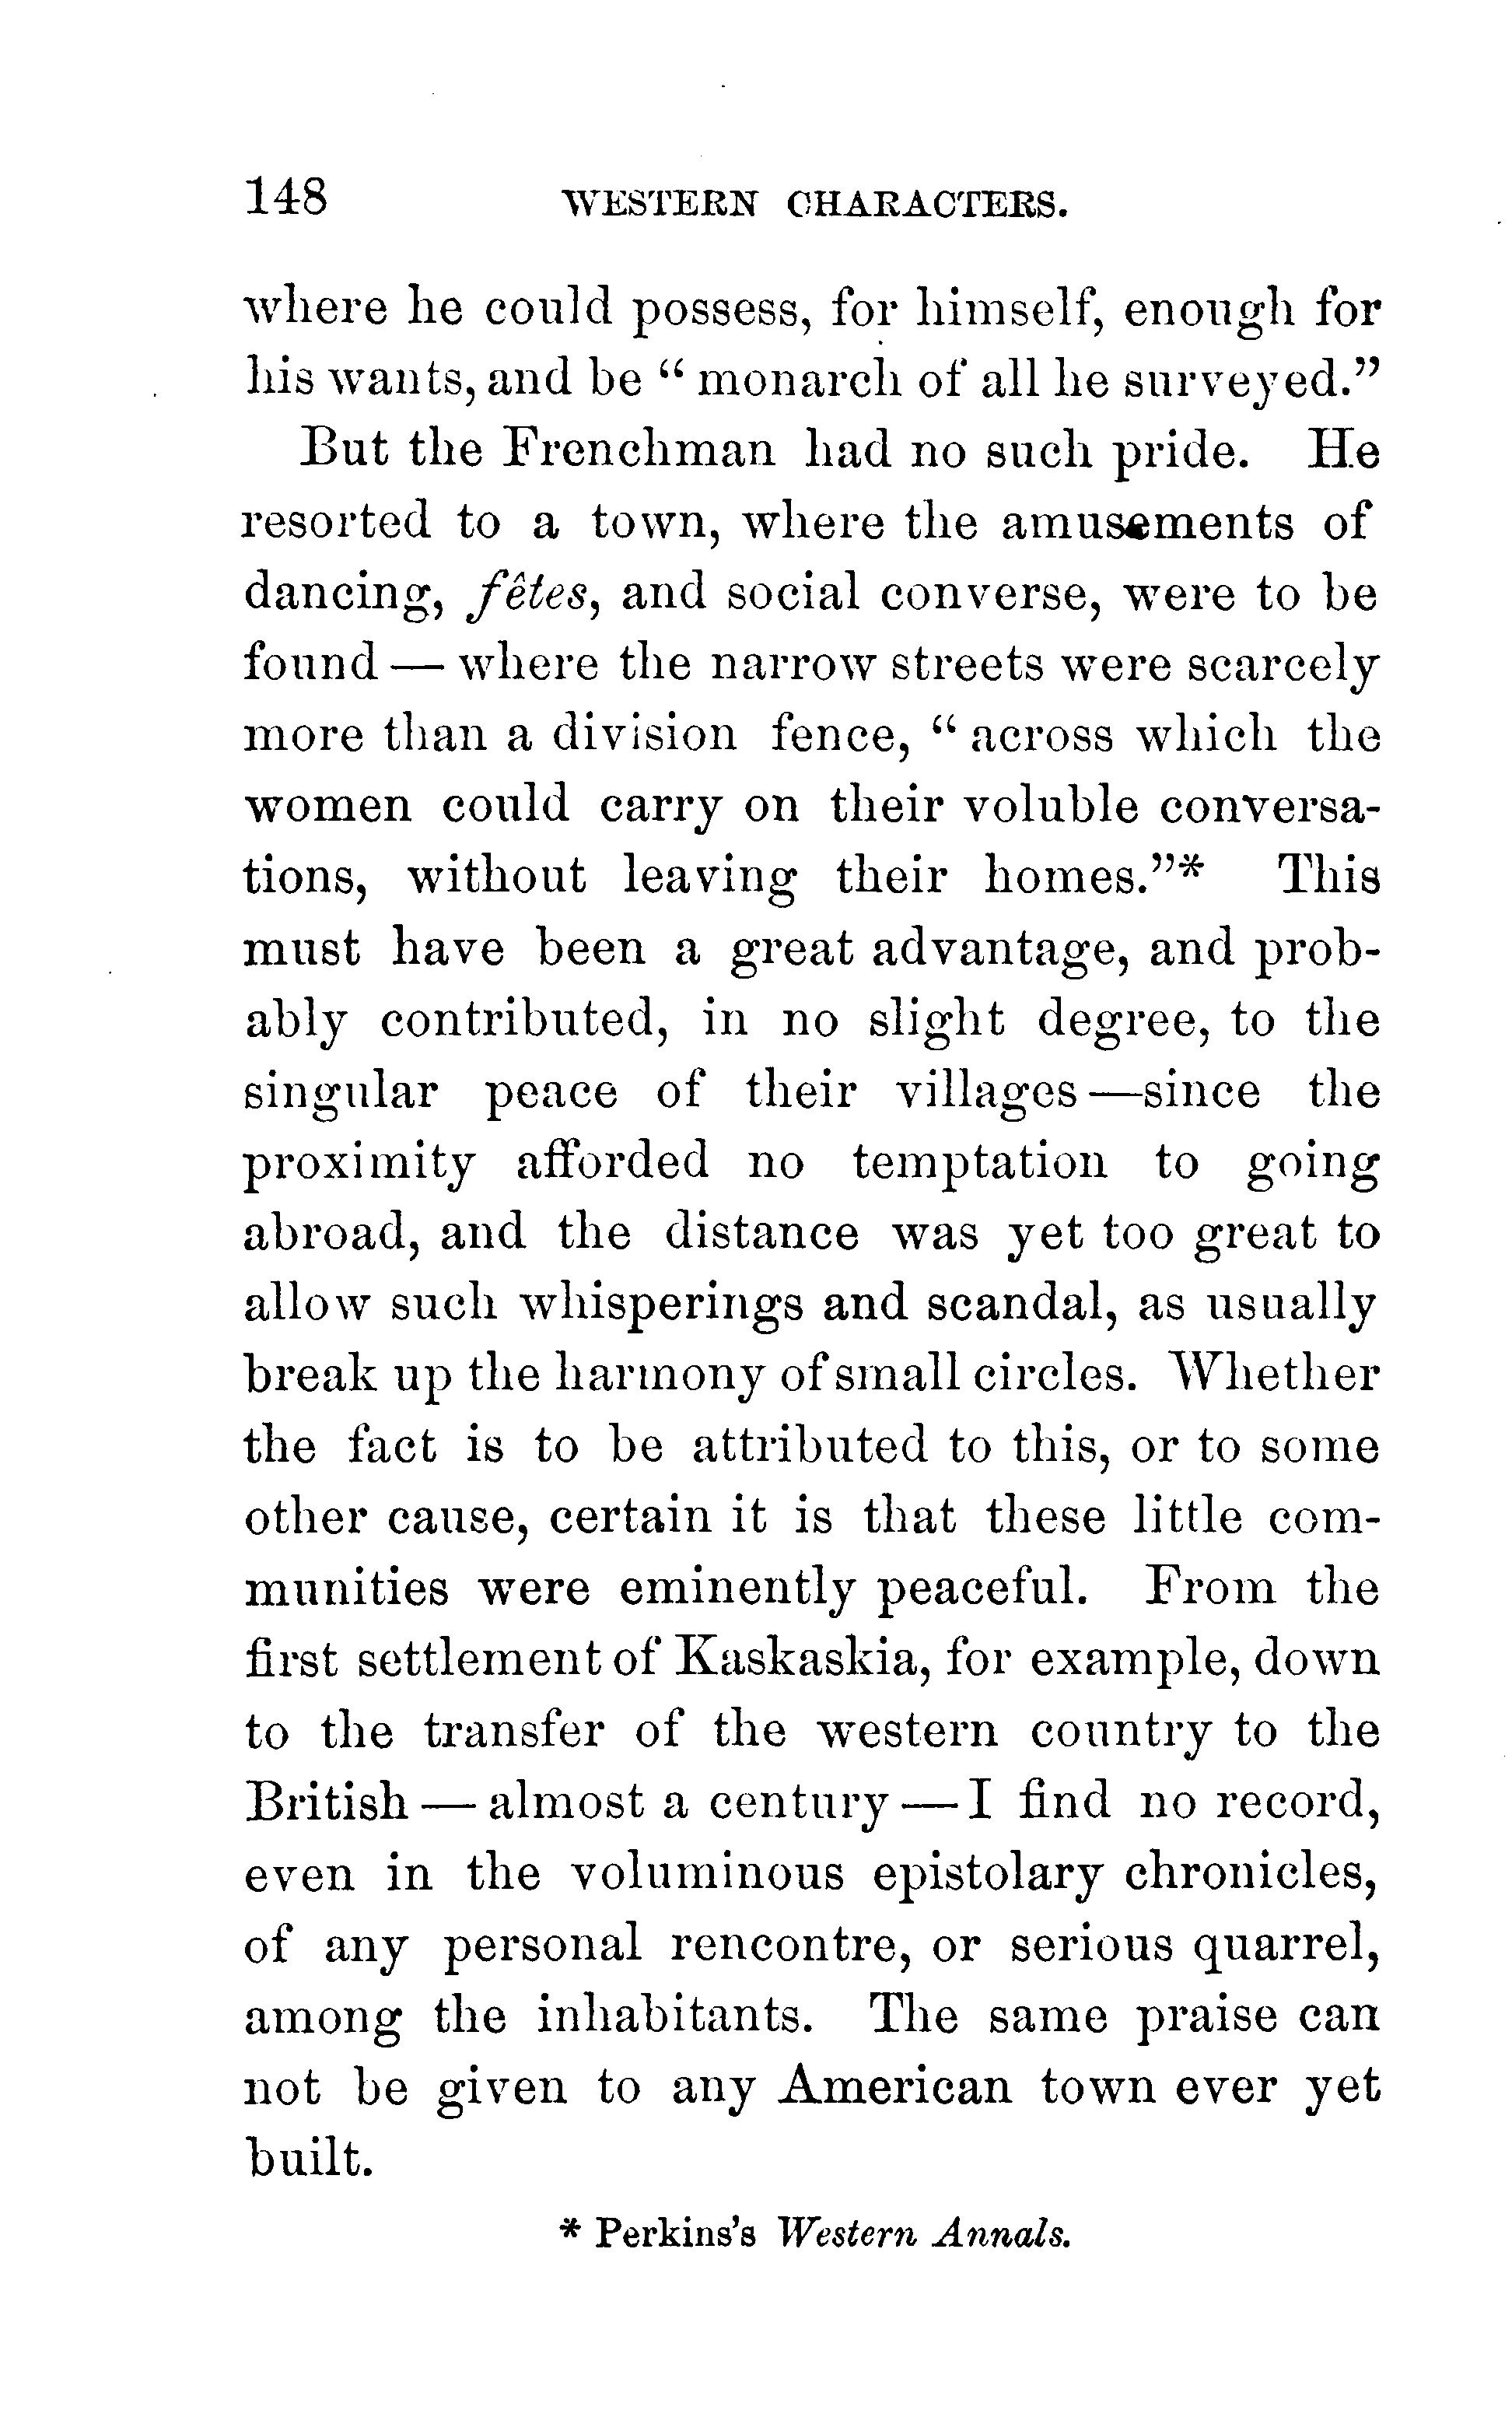 148 WESTERN CHARACTERS.
where he could possess, for himself, enough for
his wants, and be “ monarch of all he surveyed.”
But the Frenchman had no such pride. He
resorted to a town, where the amusements of
dancing, fêtes, and social converse, were to be
found — where the narrow streets were scarcely
more than a division fence, “ across which the
women could carry on their voluble conversa-
tions, without leaving their homes.”* This
must have been a great advantage, and prob-
ably contributed, in no slight degree, to the
singular peace of their villages —since the
proximity afforded no temptation to going
abroad, and the distance was yet too great to
allow such whisperings and scandal, as usually
break up the harmony of small circles. Whether
the fact is to be attributed to this, or to some
other cause, certain it is that these little com-
munities were eminently peaceful. From the
first settlement of Kaskaskia, for example, down
to the transfer of the western country to the
British — almost a century — I find no record,
even in the voluminous epistolary chronicles,
of any personal rencontre, or serious quarrel,
among the inhabitants. The same praise can
not be given to any American town ever yet
built.
* Perkins's Western Annals.